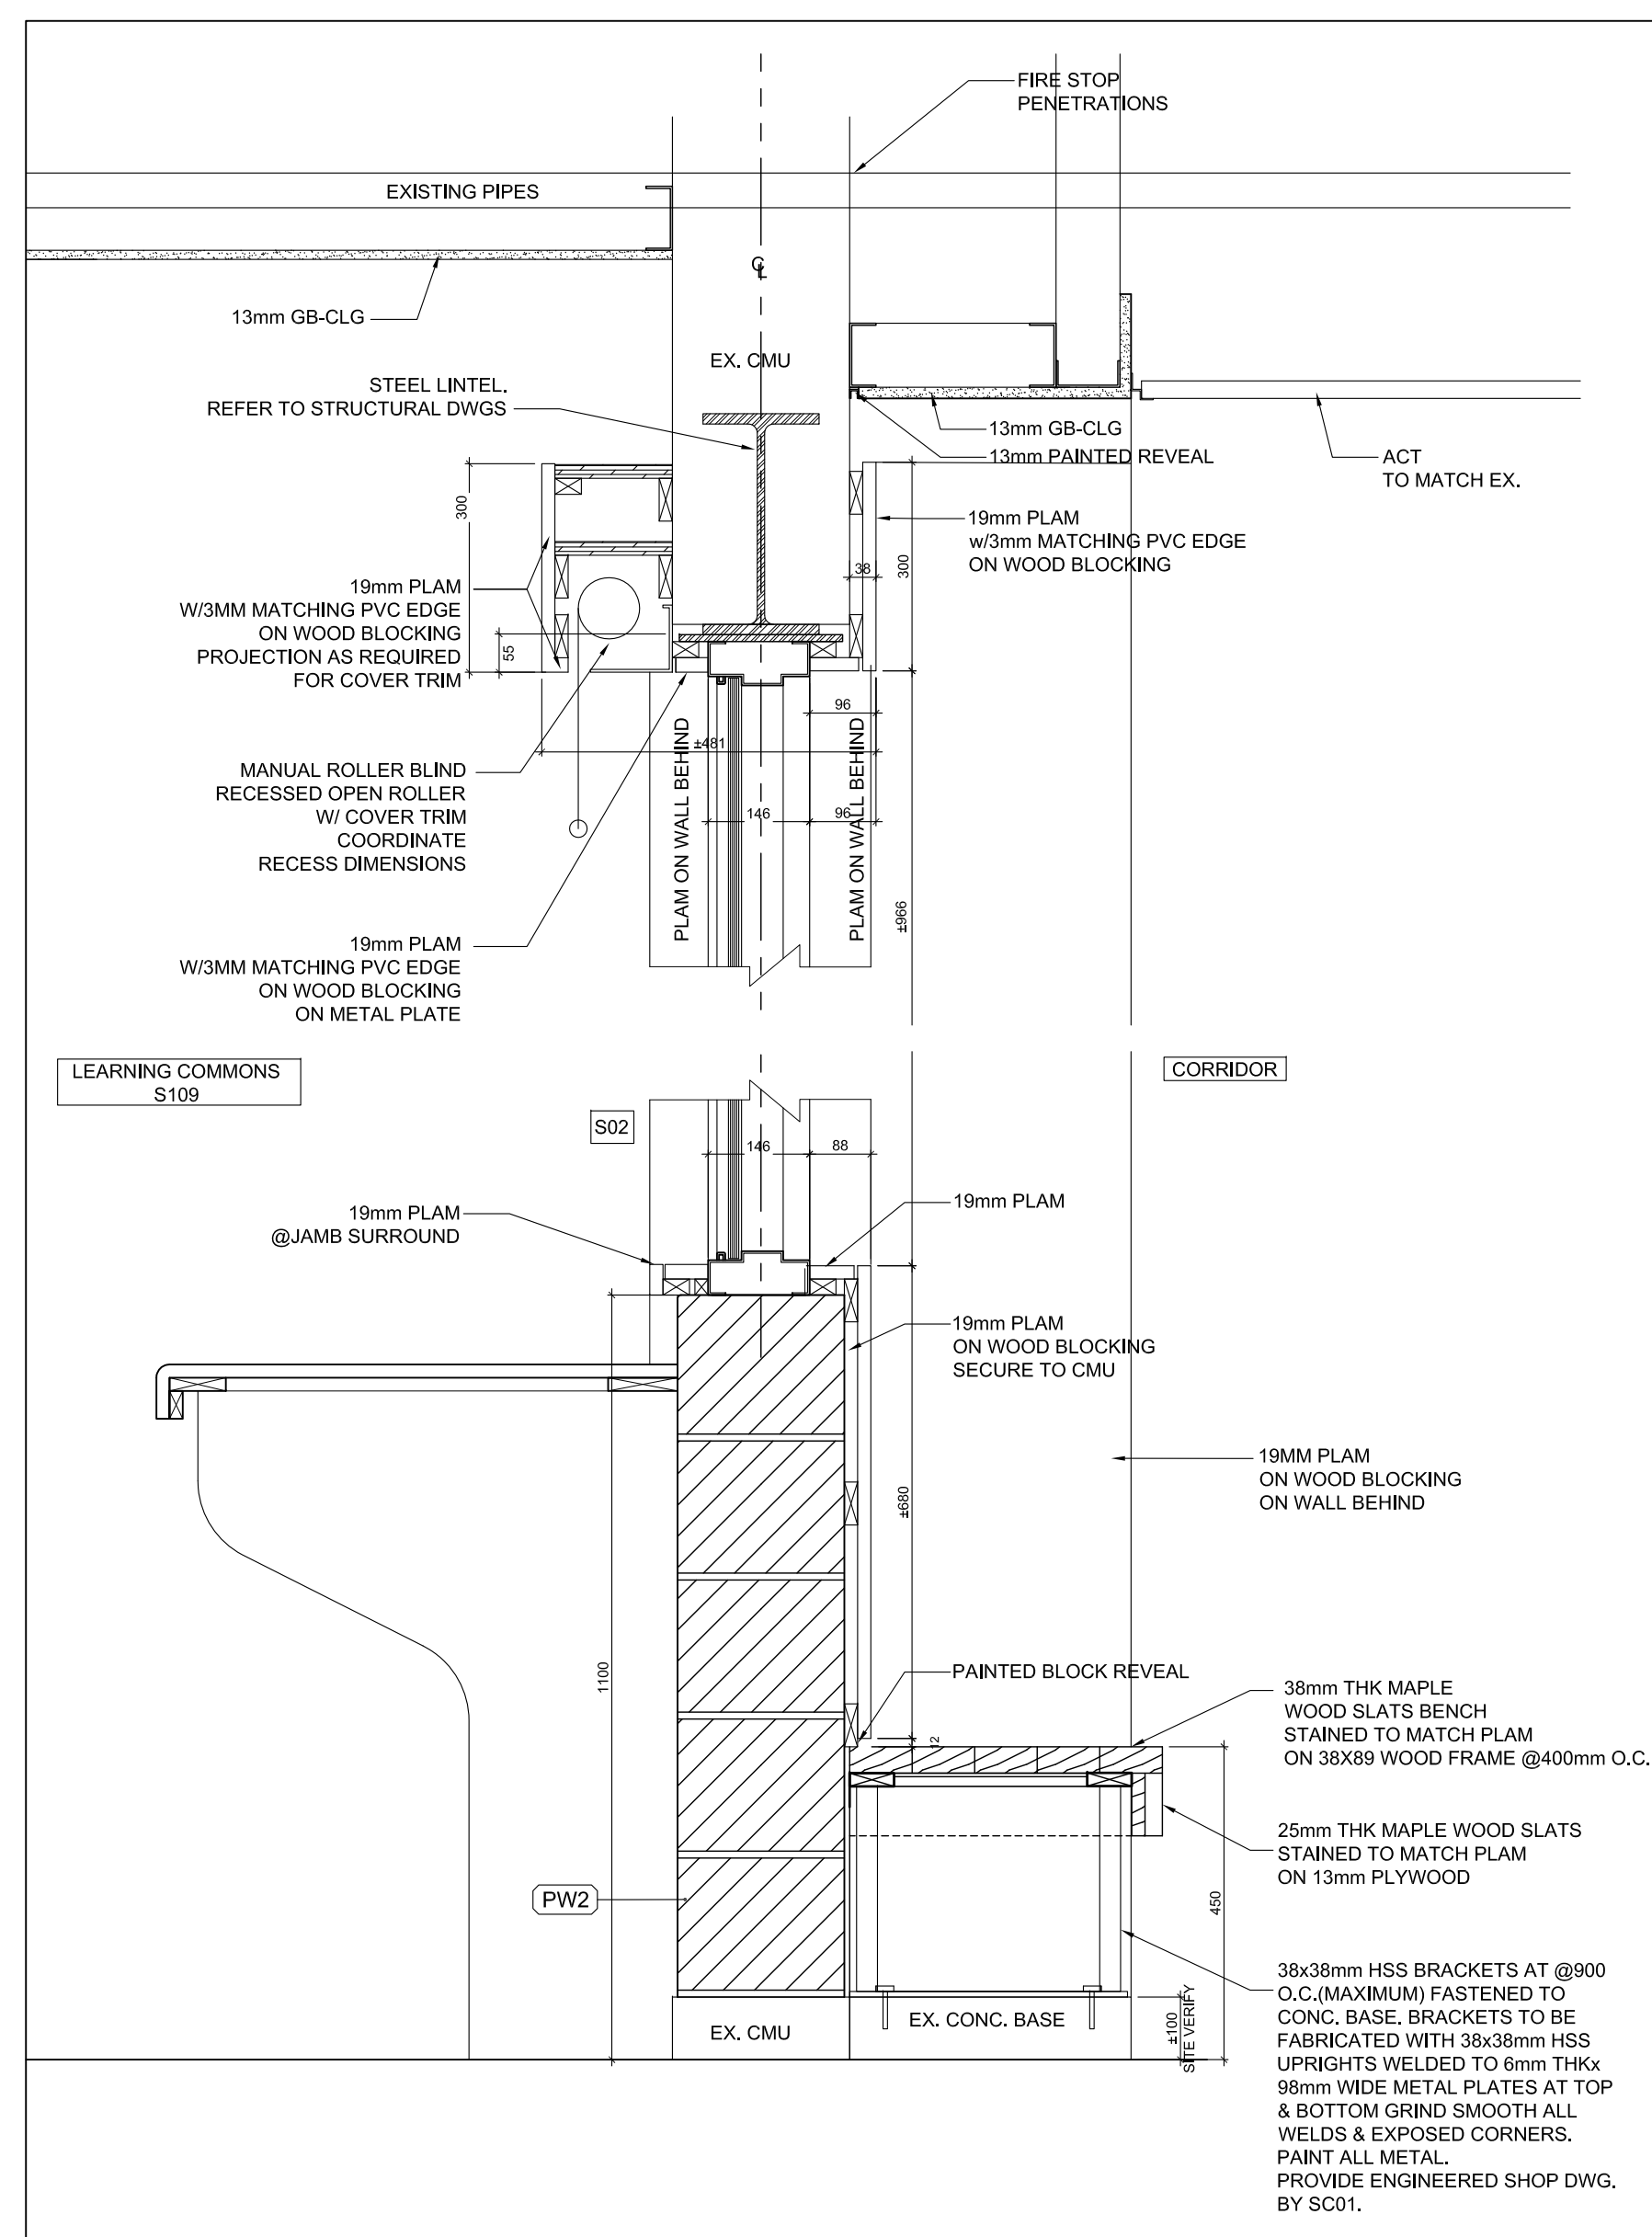 FIRE STOP
PENETRATIONS
EXISTING PIPES
13mm GB-CLG
EX. CMU
STEEL LINTEL.
REFER TO STRUCTURAL DWGS
13mm GB-CLG
13mm PAINTED REVEAL
ACT
TO MATCH EX.
300
19mm PLAM
w/3mm MATCHING PVC EDGE
ON WOOD BLOCKING
38
300
19mm PLAM
W/3MM MATCHING PVC EDGE
ON WOOD BLOCKING
PROJECTION AS REQUIRED
FOR COVER TRIM
55
96
±481
PLAM ON WALL BEHIND
PLAM ON WALL BEHIND
MANUAL ROLLER BLIND
RECESSED OPEN ROLLER
W/ COVER TRIM
COORDINATE
RECESS DIMENSIONS
146
96
±966
19mm PLAM
W/3MM MATCHING PVC EDGE
ON WOOD BLOCKING
ON METAL PLATE
LEARNING COMMONS
S109
CORRIDOR
S02
146
88
19mm PLAM
@JAMB SURROUND
19mm PLAM
19mm PLAM
ON WOOD BLOCKING
SECURE TO CMU
19MM PLAM
ON WOOD BLOCKING
ON WALL BEHIND
±680
1100
PAINTED BLOCK REVEAL
12
38mm THK MAPLE
WOOD SLATS BENCH
STAINED TO MATCH PLAM
ON 38X89 WOOD FRAME @400mm O.C.
25mm THK MAPLE WOOD SLATS
STAINED TO MATCH PLAM
ON 13mm PLYWOOD
PW2
450
38x38mm HSS BRACKETS AT @900
O.C.(MAXIMUM) FASTENED TO
CONC. BASE. BRACKETS TO BE
FABRICATED WITH 38x38mm HSS
UPRIGHTS WELDED TO 6mm THKx
98mm WIDE METAL PLATES AT TOP
& BOTTOM GRIND SMOOTH ALL
WELDS & EXPOSED CORNERS.
PAINT ALL METAL.
PROVIDE ENGINEERED SHOP DWG.
BY SC01.
EX. CMU
EX. CONC. BASE
±100
SITE VERIFY